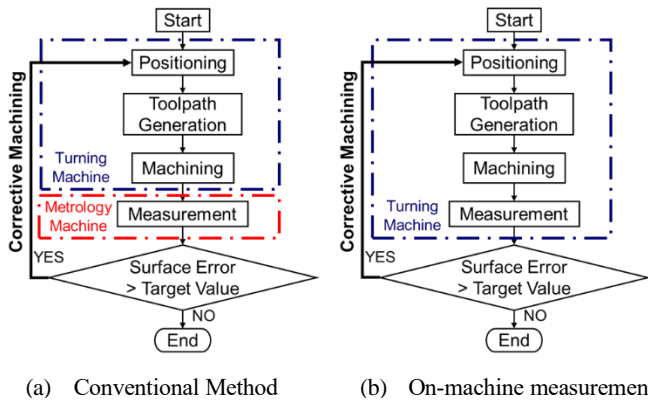 Start
Positioning
Toolpath
Generation
Machining
Turning
Machine
Metrology
Machine
Measurement
Corrective Machining
YES
Surface Error
> Target Value
NO
End
(a) Conventional Method
Start
Positioning
Toolpath
Generation
Machining
Measurement
Turning
Machine
Corrective Machining
YES
Surface Error
> Target Value
NO
End
(b) On-machine measuremen